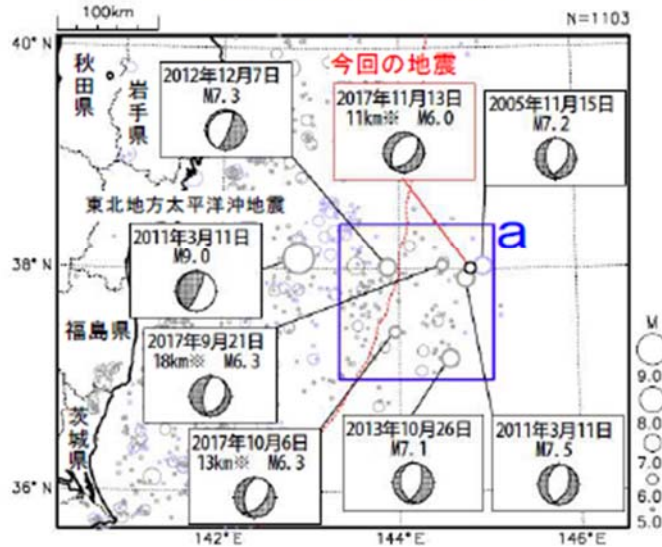 100km
N=1103
40°N
38°N
36°N
142°E
144°E
146°E
秋田県
岩手県
福島県
茨城県
2012年12月7日
M7.3
今回の地震
2017年11月13日
11km※ M6.0
2005年11月15日
M7.2
東北地方太平洋沖地震
2011年3月11日
M9.0
a
2017年9月21日
18km※ M6.3
2017年10月6日
13km※ M6.3
2013年10月26日
M7.1
2011年3月11日
M7.5
M
9.0
8.0
7.0
6.0
5.0